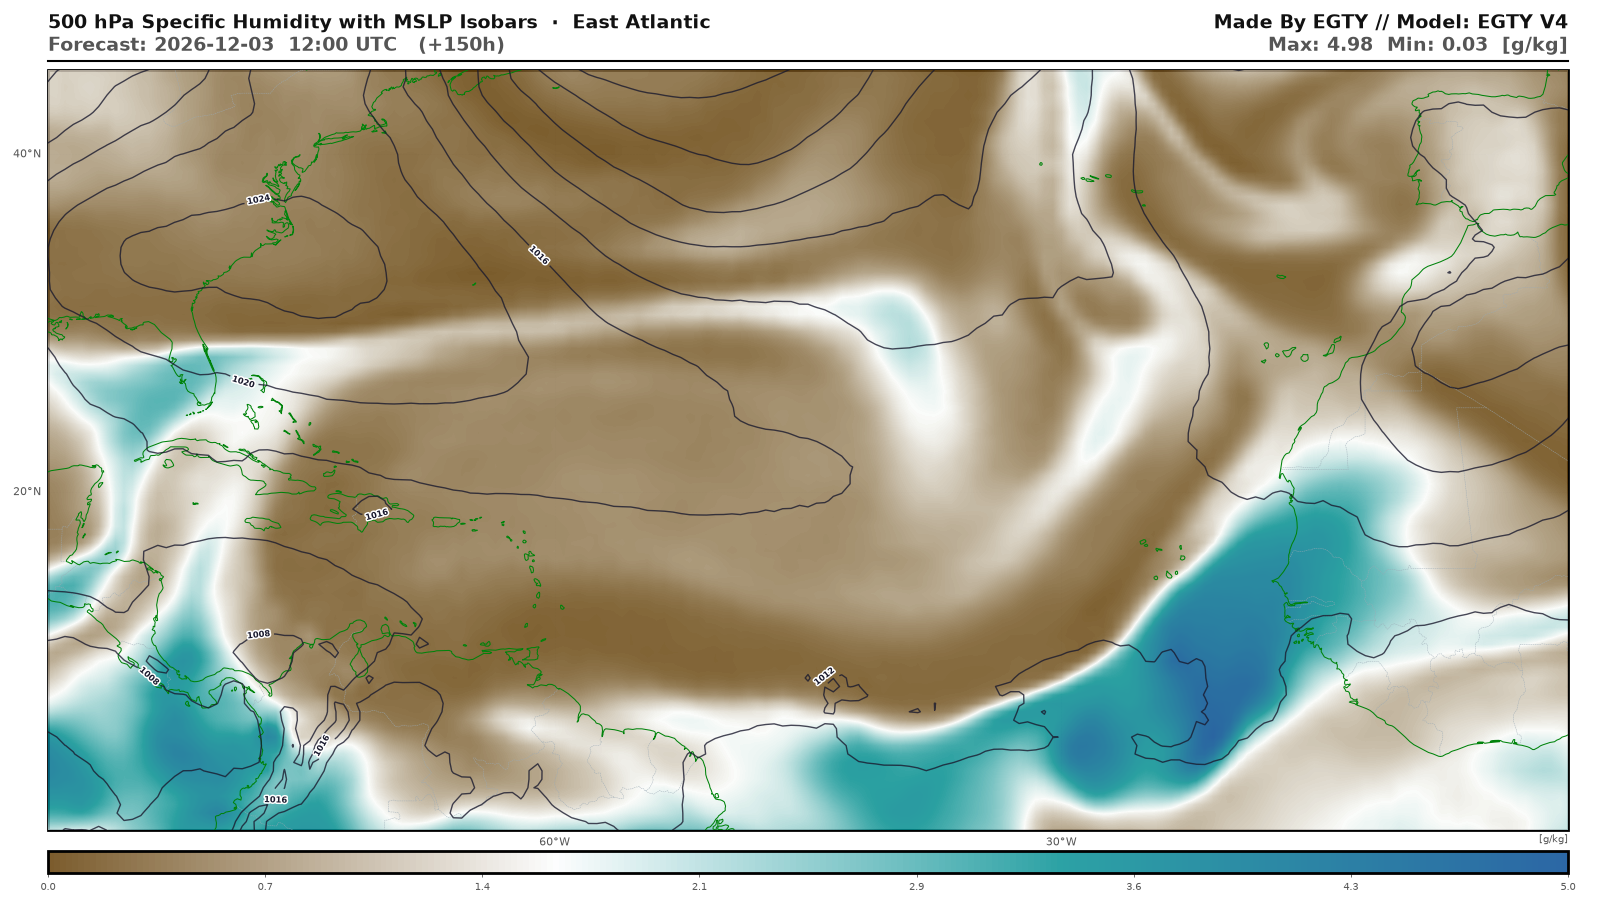 500 hPa Specific Humidity with MSLP Isobars · East Atlantic
Made By EGTY // Model: EGTY V4
Forecast: 2026-12-03 12:00 UTC (+150h)
Max: 4.98 Min: 0.03 [g/kg]
40°N
1024
1016
1020
20°N
1016
1008
1008
1012
1016
1016
60°W
30°W
[g/kg]
0.0
0.7
1.4
2.1
2.9
3.6
4.3
5.0